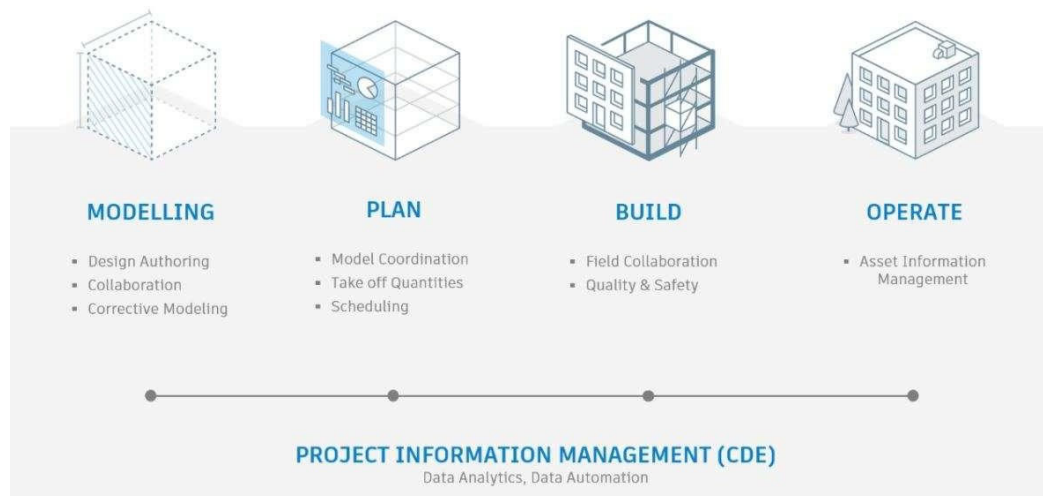 MODELLING
▪ Design Authoring
▪ Collaboration
▪ Corrective Modeling
PLAN
▪ Model Coordination
▪ Take off Quantities
▪ Scheduling
BUILD
▪ Field Collaboration
▪ Quality & Safety
OPERATE
▪ Asset Information
Management
PROJECT INFORMATION MANAGEMENT (CDE)
Data Analytics, Data Automation